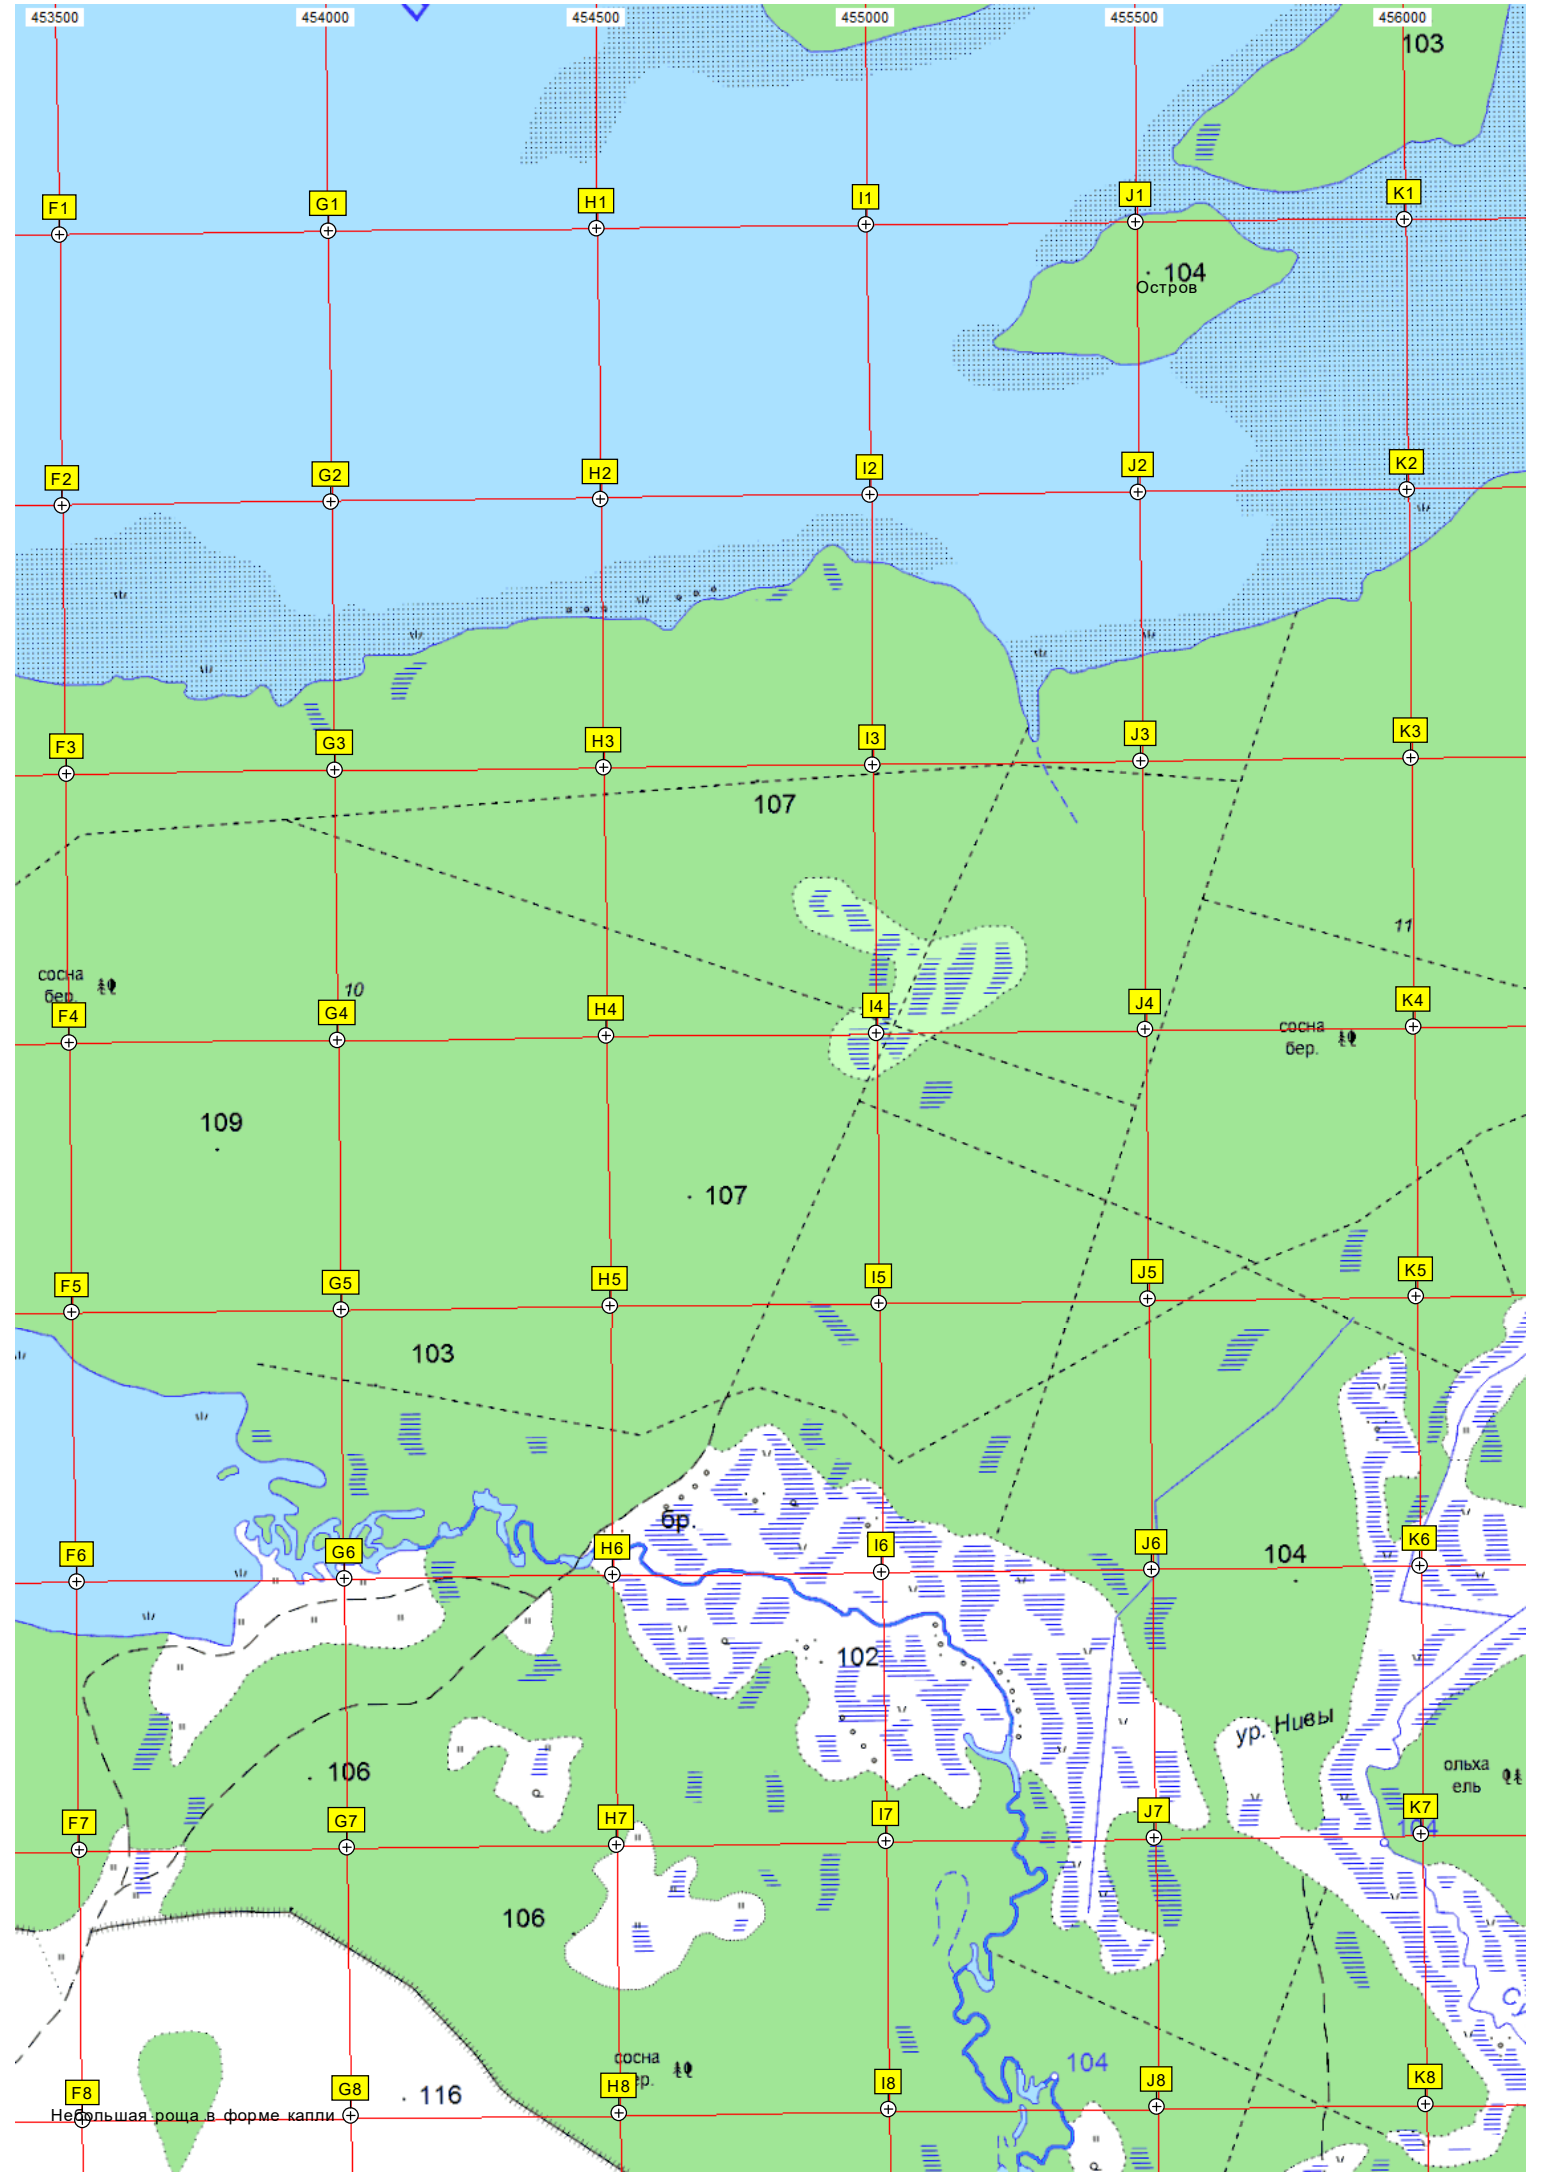 453500 454000 454500 455000 455500 456000
103
F1 G1 H1 I1 J1 K1
104
Остров
F2 G2 H2 I2 J2 K2
F3 G3 H3 I3 J3 K3
107
11
сосна
бер.
10
F4 G4 H4 I4 J4 K4
сосна
бер.
109
107
F5 G5 H5 I5 J5 K5
103
бр.
F6 G6 H6 I6 J6 K6
104
102
ур. Нивы
106
ольха
ель
F7 G7 H7 I7 J7 K7
104
106
сосна
104
F8 G8 H8 I8 J8 K8
116
Небольшая роща в форме капли